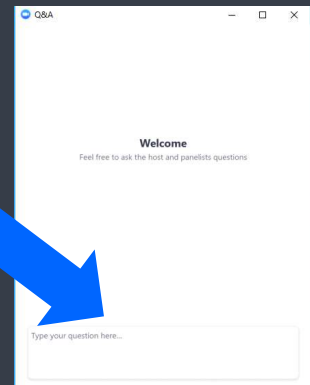 Q&A
Welcome
Feel free to ask the host and panelists questions
Type your question here...